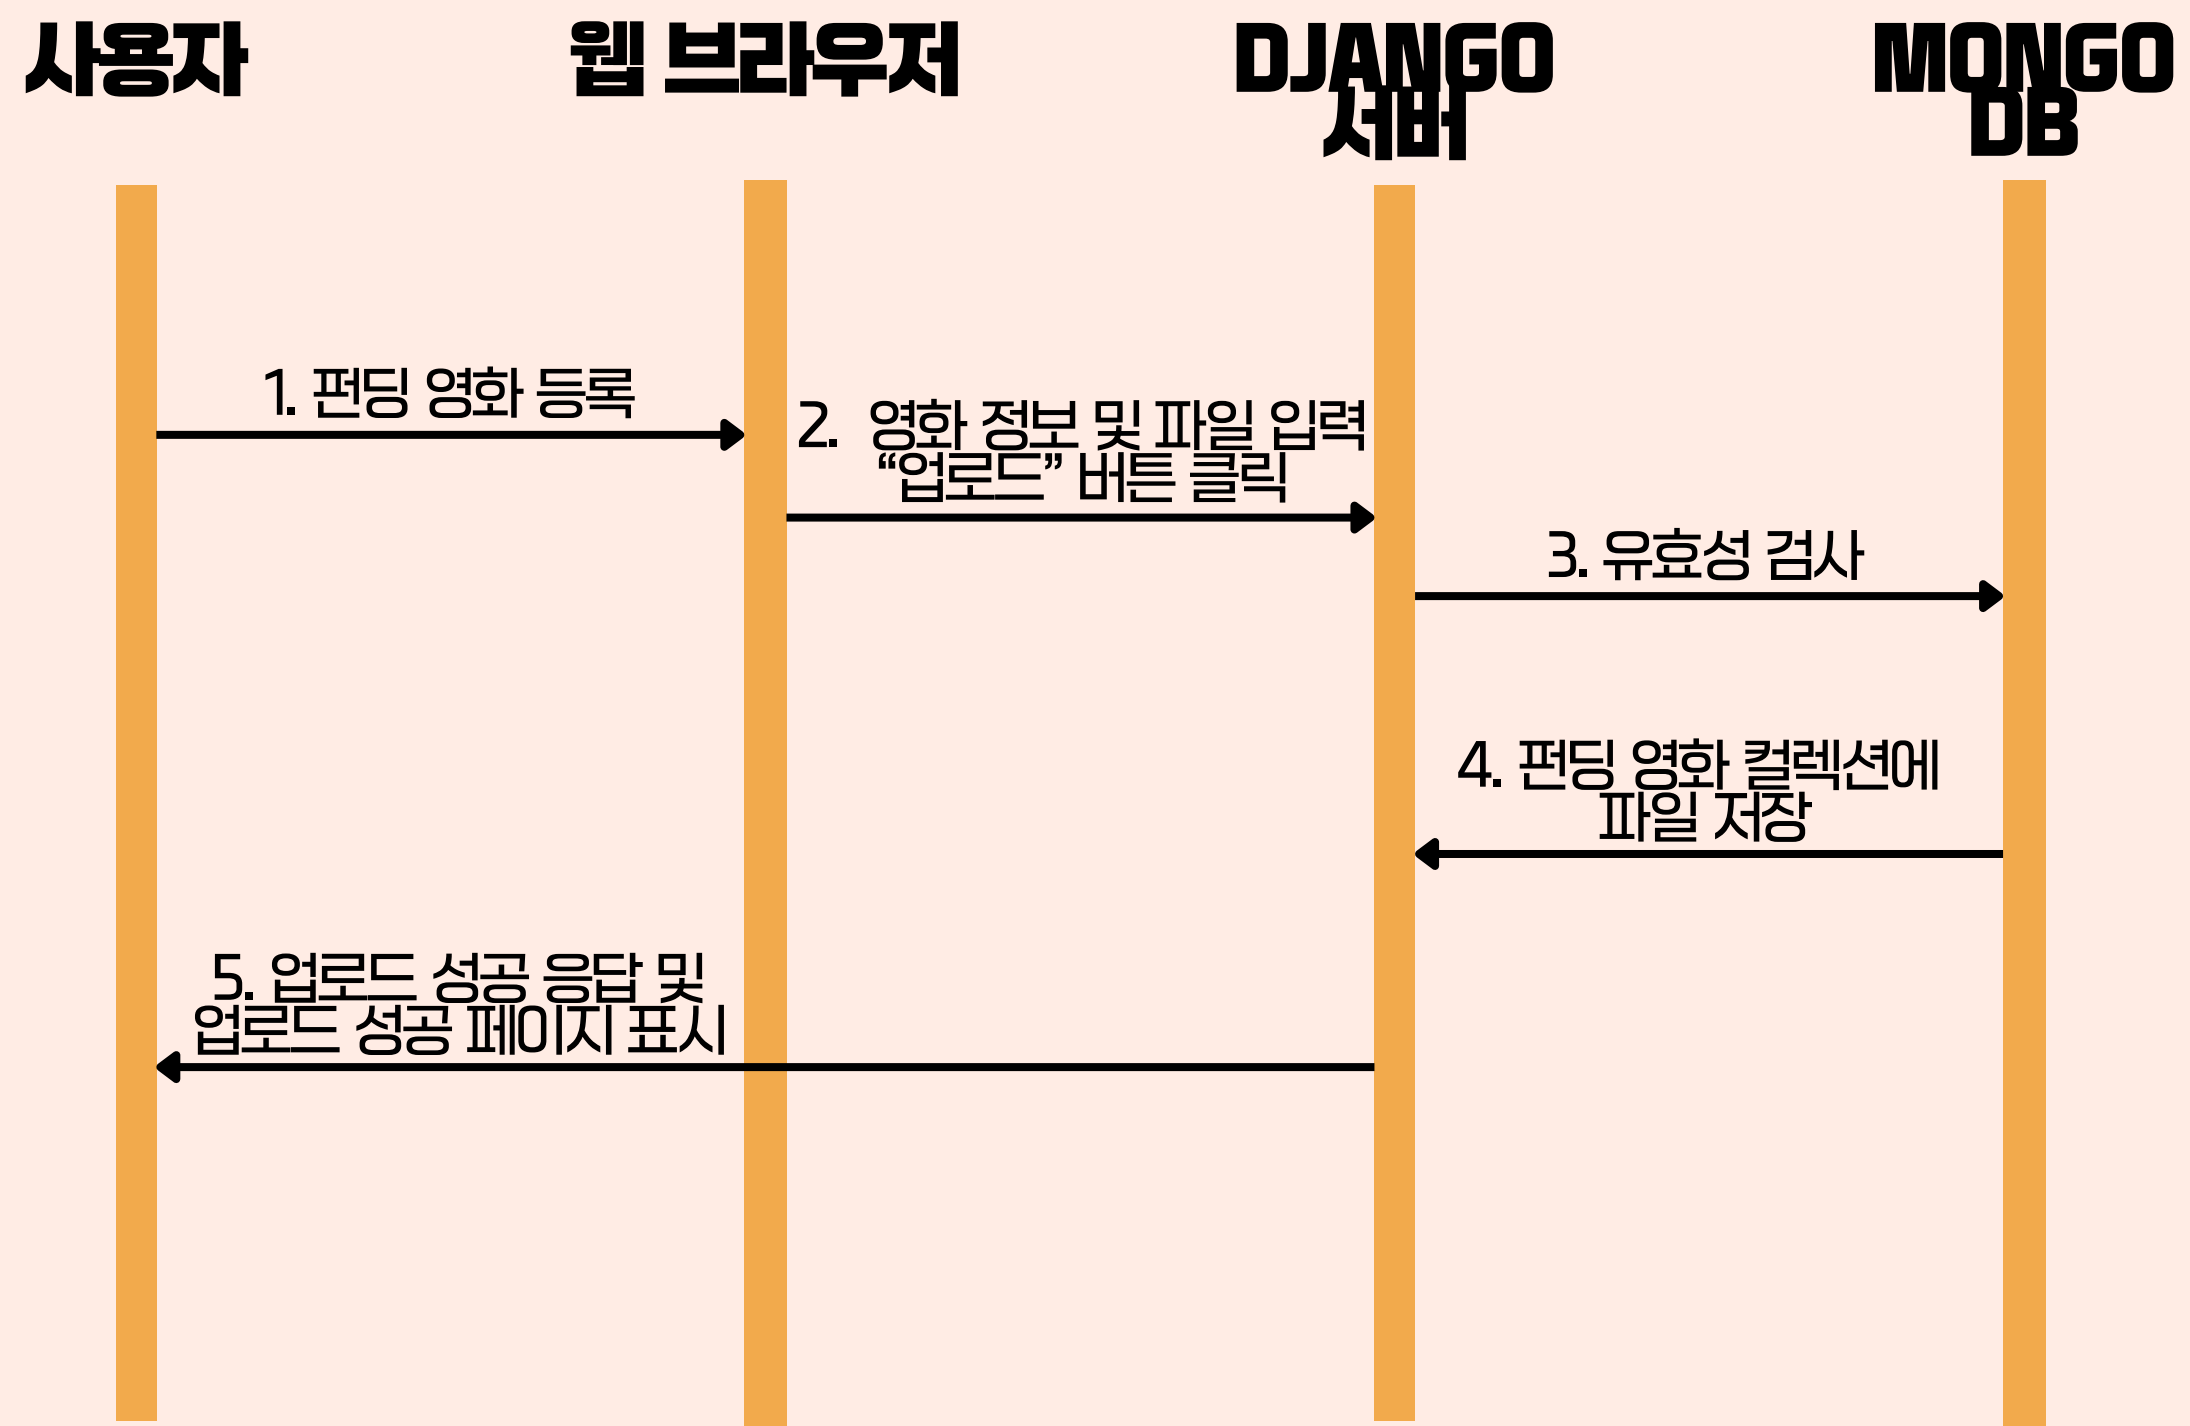 사용자
웹 브라우저
DJANGO
서버
MONGO
DB
1. 펀딩 영화 등록
2. 영화 정보 및 파일 입력
“업로드” 버튼 클릭
3. 유효성 검사
4. 펀딩 영화 컬렉션에
파일 저장
5. 업로드 성공 응답 및
업로드 성공 페이지 표시